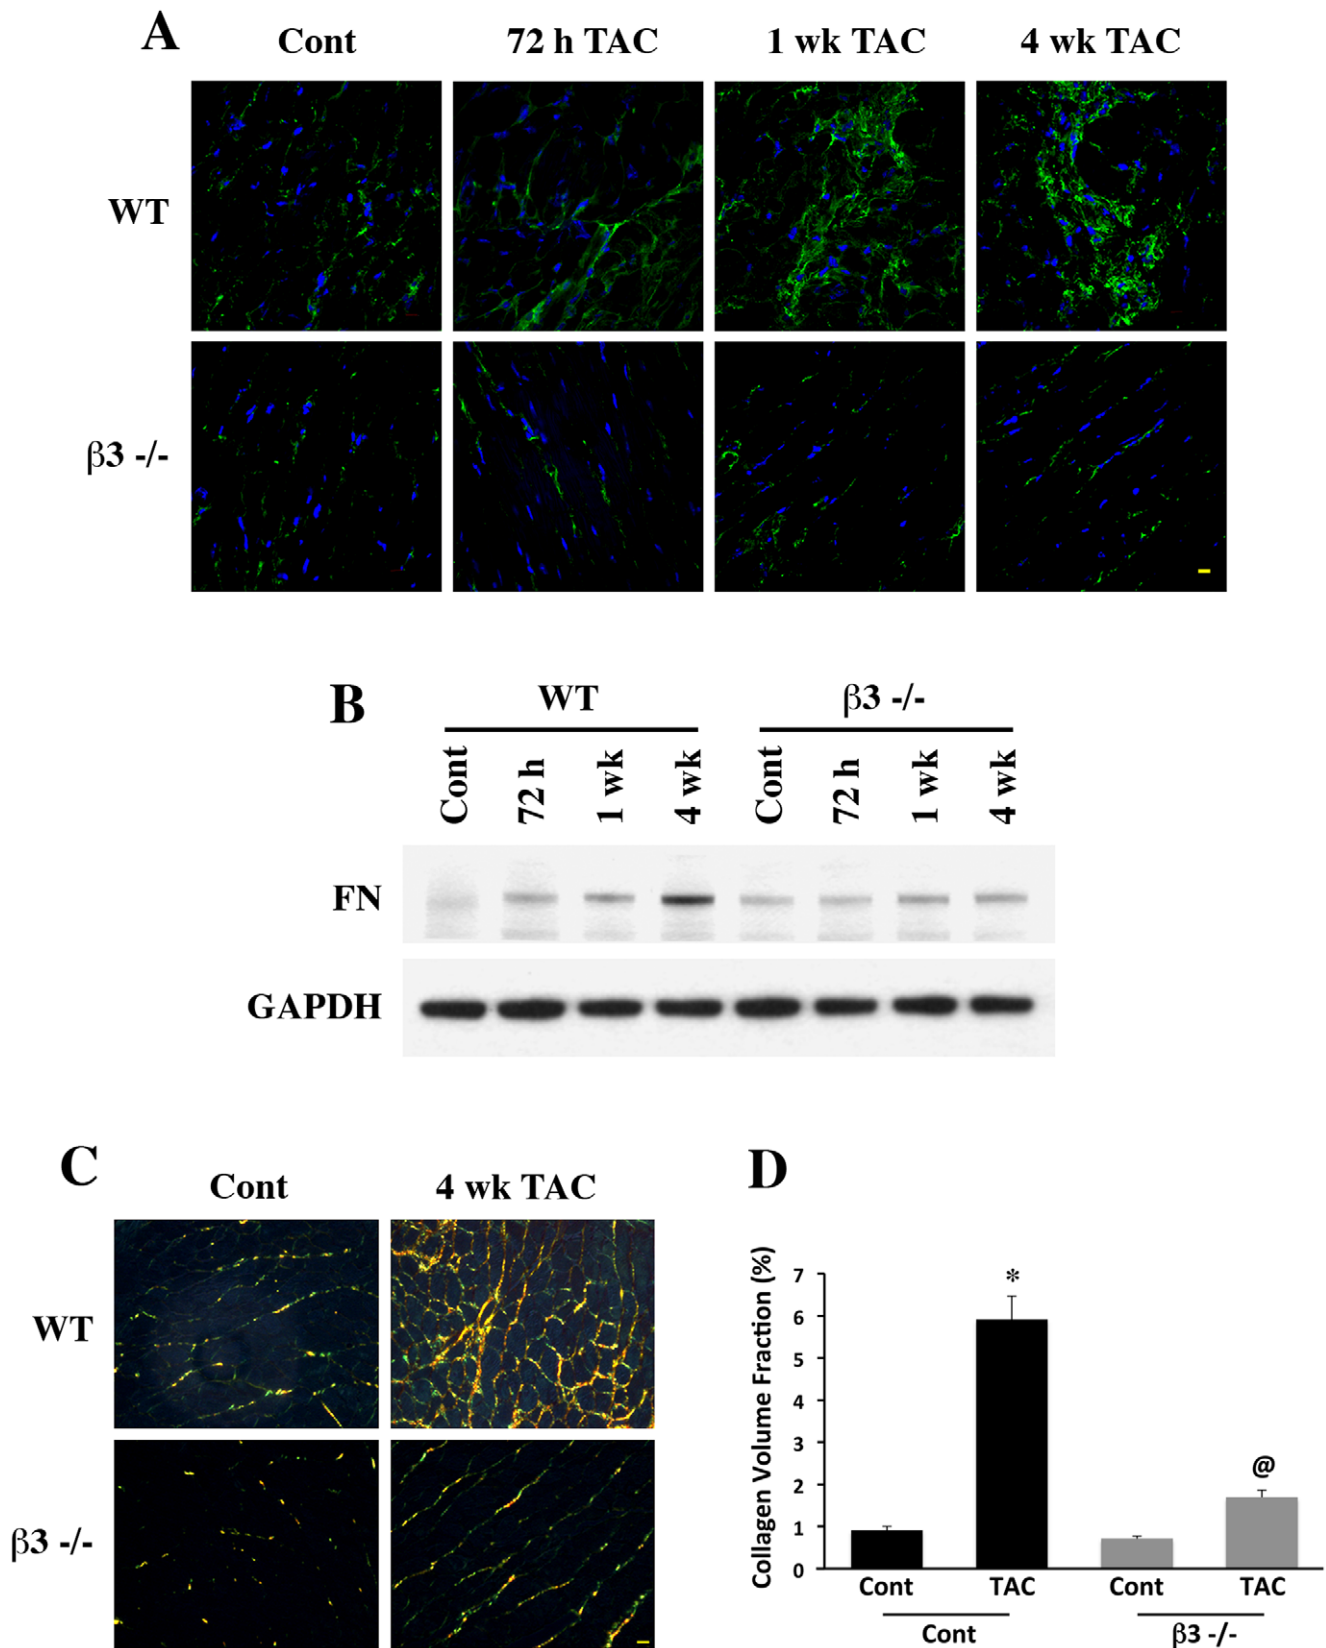 A
Cont 72 h TAC 1 wk TAC 4 wk TAC
WT
β3 -/-
B
WT β3 -/-
Cont 72 h 1 wk 4 wk Cont 72 h 1 wk 4 wk
FN
GAPDH
C
Cont 4 wk TAC
WT
β3 -/-
D
Collagen Volume Fraction (%)
7
6
5
4
3
2
1
0
*
@
Cont TAC Cont TAC
Cont β3 -/-